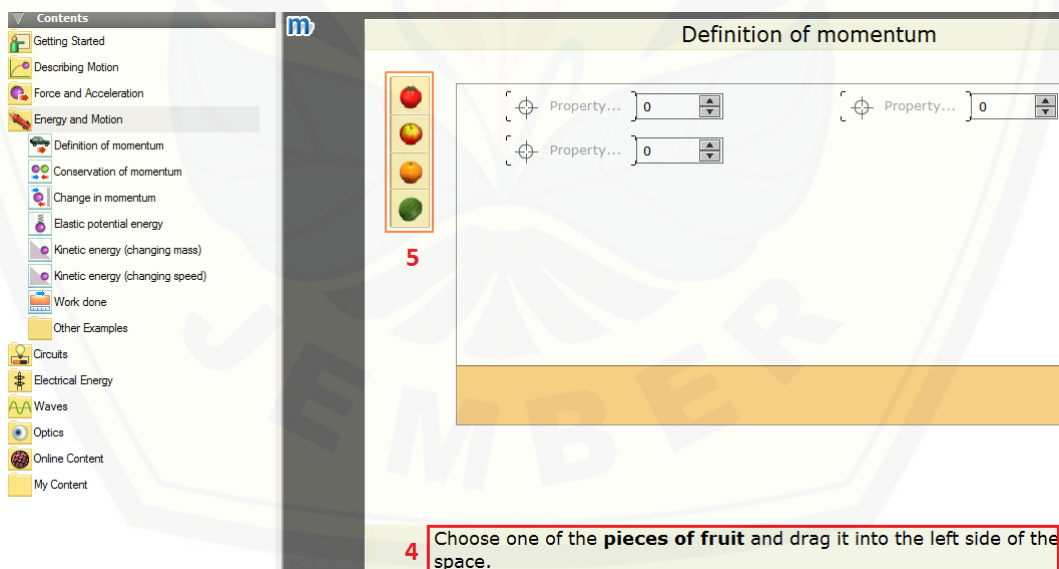 Contents
Getting Started
Describing Motion
Force and Acceleration
Energy and Motion
Definition of momentum
Conservation of momentum
Change in momentum
Elastic potential energy
Kinetic energy (changing mass)
Kinetic energy (changing speed)
Work done
Other Examples
Circuits
Electrical Energy
Waves
Optics
Online Content
My Content
m
Definition of momentum
Property... 0
Property... 0
Property... 0
5
4
Choose one of the pieces of fruit and drag it into the left side of the
space.
JEMBER